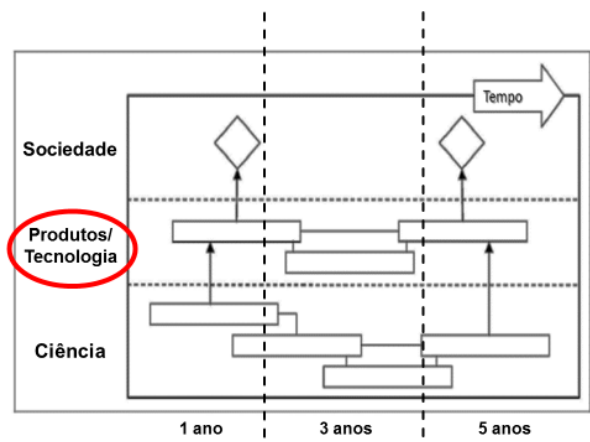 Tempo
Sociedade
Produtos/
Tecnologia
Ciência
1 ano
3 anos
5 anos